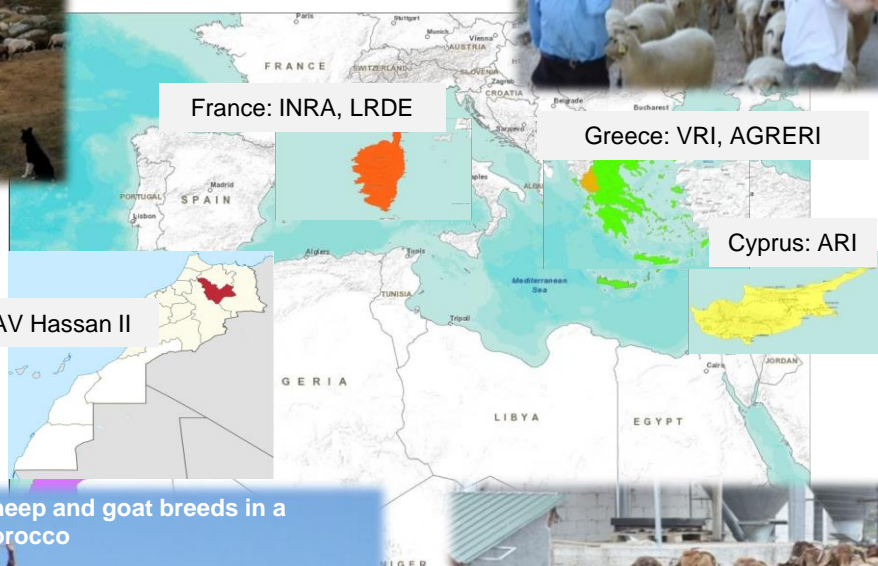 Paris
Stuttgart
Munich
Vienna
AUSTRIA
FRANCE
SWITZERLAND
SLOVENIA
Zagreb
CROATIA
Belgrade
Bucharest
France: INRA, LRDE
Sarajevo
Greece: VRI, AGRERI
PORTUGAL
Madrid
SPAIN
Lisbon
Cyprus: ARI
Algiers
Tunis
Mediterranean
Sea
TUNISIA
AV Hassan II
Tripoli
JORDAN
Cairo
GERIA
LIBYA
EGYPT
heep and goat breeds in a
orocco
NIGER